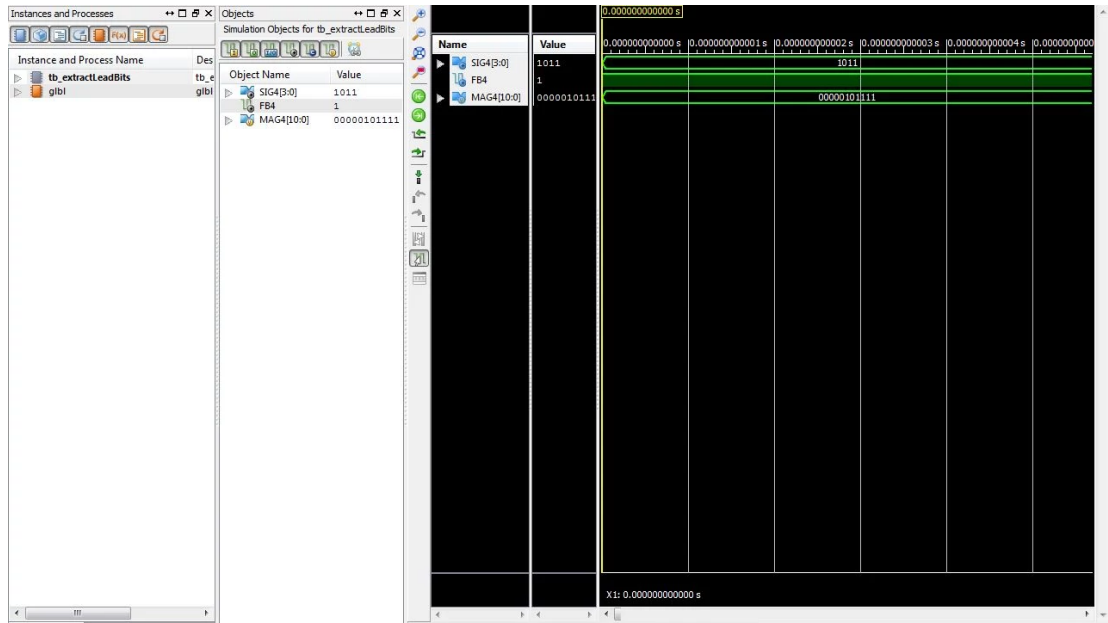 Instances and Processes
Instance and Process Name
Des
tb_extractLeadBits
tb_e
glbl
glbl
Objects
Simulation Objects for tb_extractLeadBits
Object Name
Value
SIG4[3:0]
1011
FB4
1
MAG4[10:0]
00000101111
Name
Value
SIG4[3:0]
1011
FB4
1
MAG4[10:0]
0000010111
0.000000000000 s
0.000000000000 s
0.000000000001 s
0.000000000002 s
0.000000000003 s
0.000000000004 s
0.0000000000
1011
00000101111
X1: 0.000000000000 s